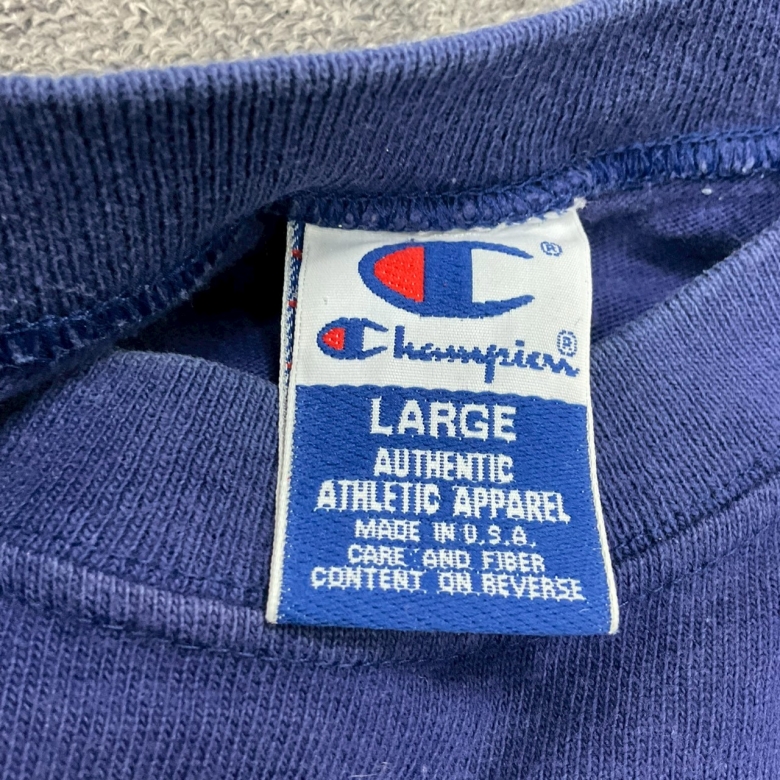 ®
Champion®
LARGE
AUTHENTIC
ATHLETIC APPAREL
MADE IN U.S.A.
CARE AND FIBER
CONTENT ON REVERSE